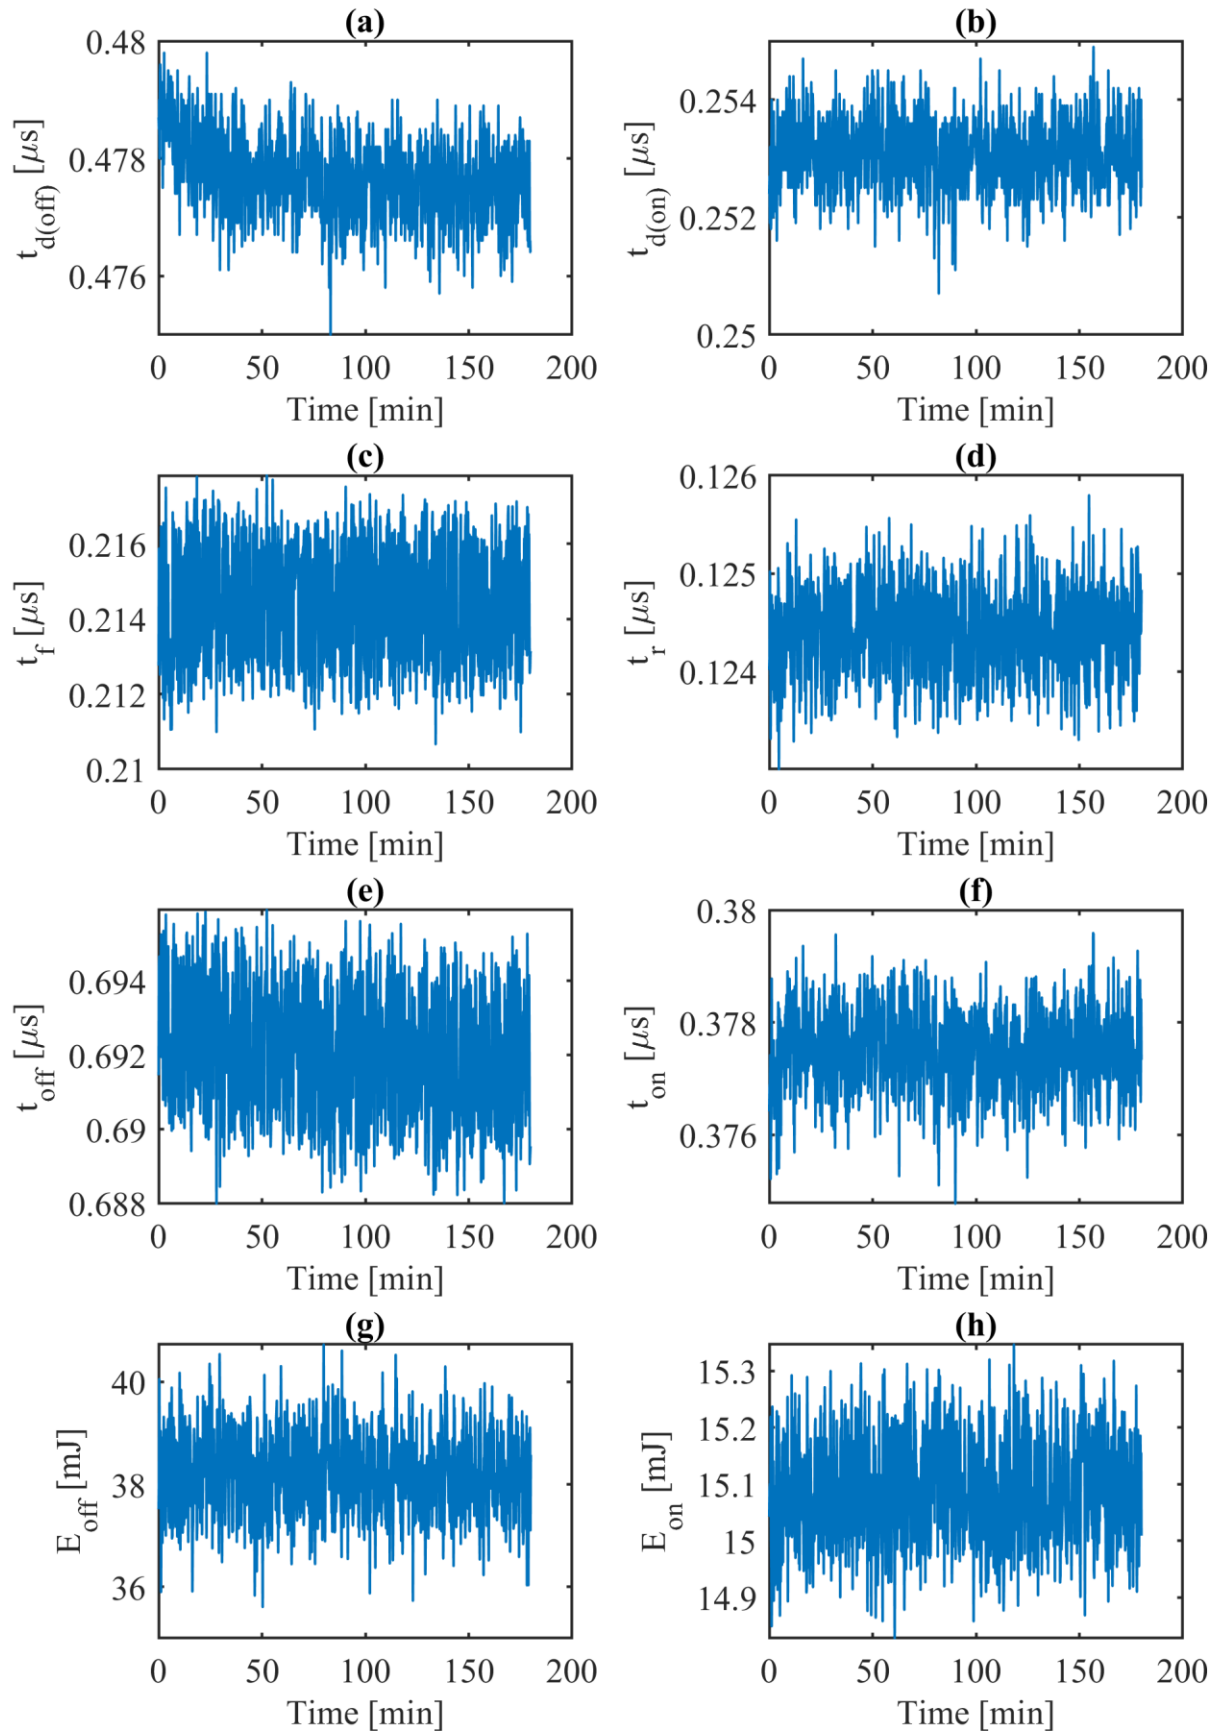 (a)
t_d(off) [μs]
0.48
0.478
0.476
0 50 100 150 200
Time [min]
(b)
t_d(on) [μs]
0.254
0.252
0.25
0 50 100 150 200
Time [min]
(c)
t_f [μs]
0.216
0.214
0.212
0.21
0 50 100 150 200
Time [min]
(d)
t_r [μs]
0.126
0.125
0.124
0 50 100 150 200
Time [min]
(e)
t_off [μs]
0.694
0.692
0.69
0.688
0 50 100 150 200
Time [min]
(f)
t_on [μs]
0.38
0.378
0.376
0 50 100 150 200
Time [min]
(g)
E_off [mJ]
40
38
36
0 50 100 150 200
Time [min]
(h)
E_on [mJ]
15.3
15.2
15.1
15
14.9
0 50 100 150 200
Time [min]